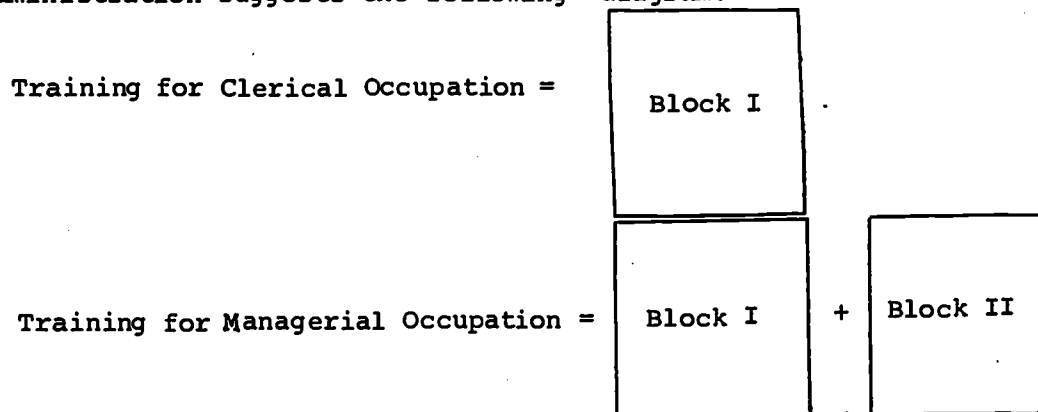 Training for Clerical Occupation = Block I
Training for Managerial Occupation = Block I + Block II